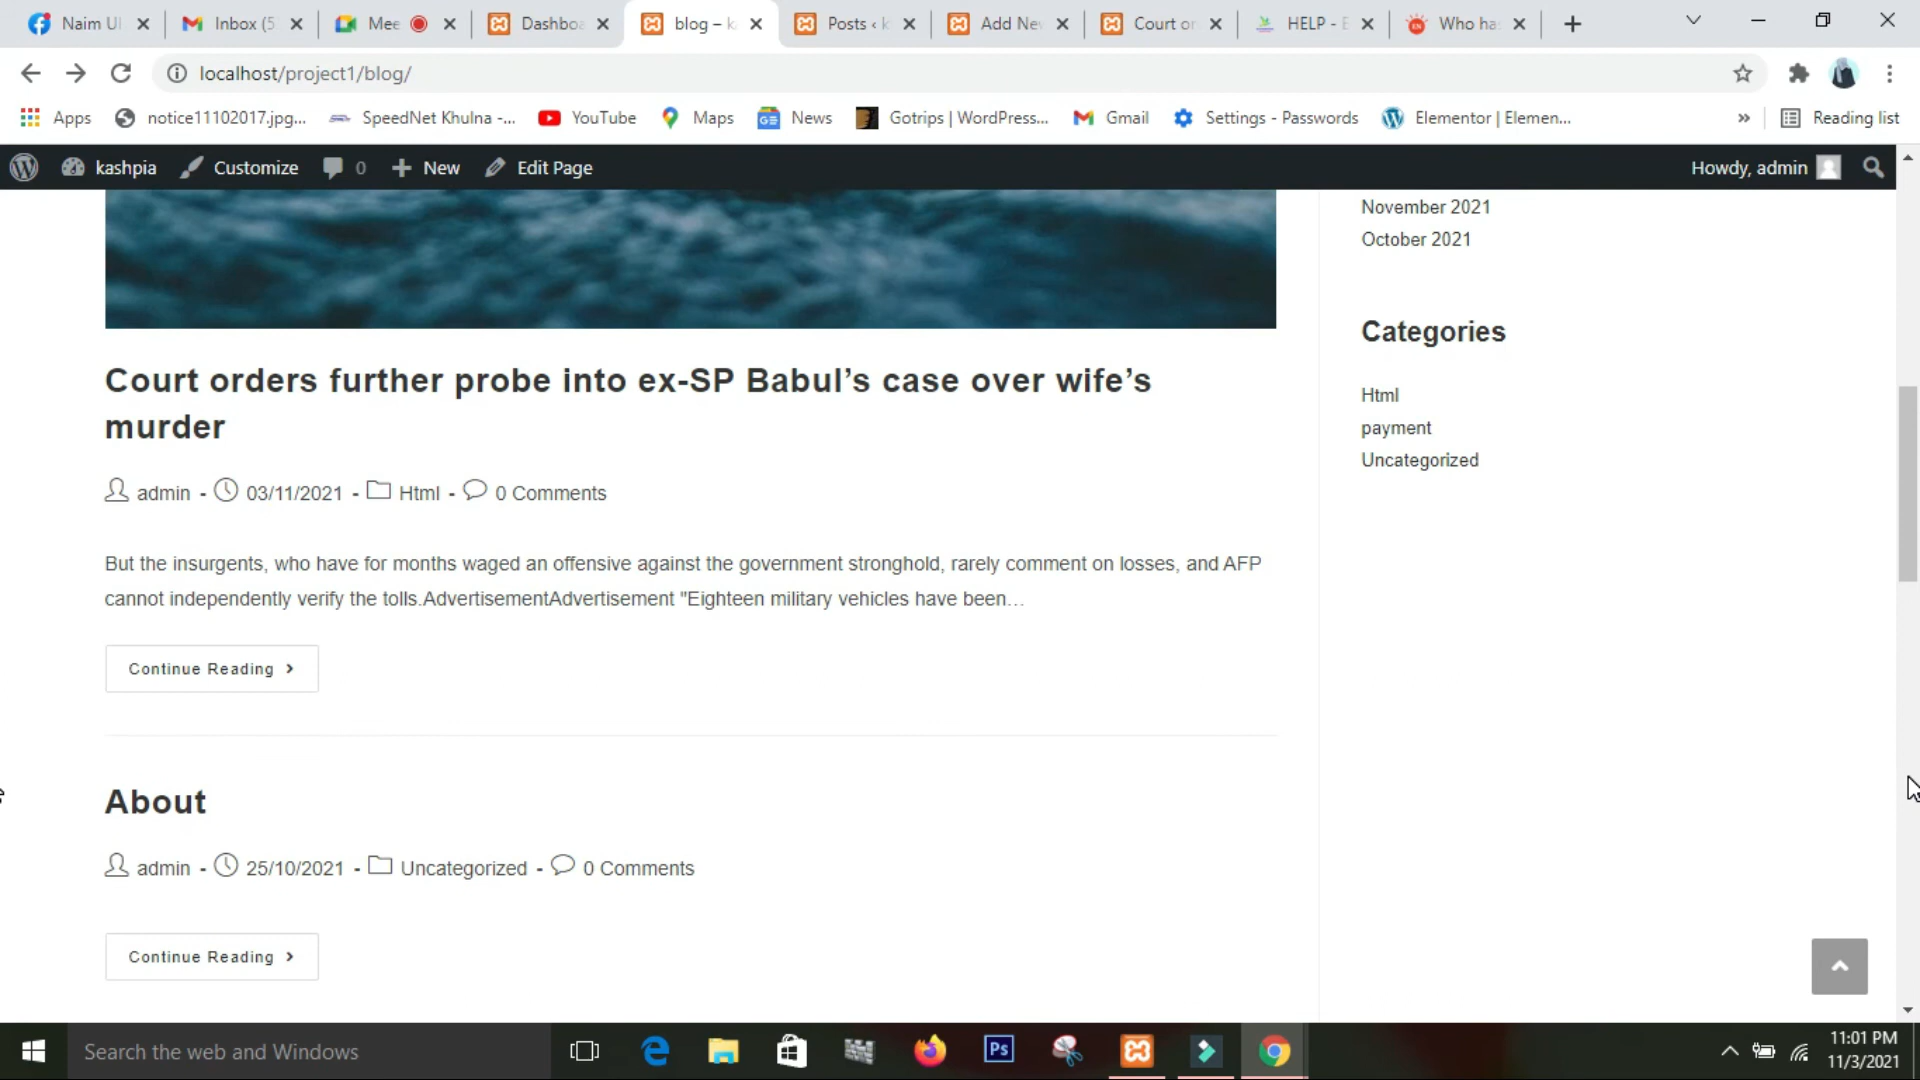 Naim Ul
Inbox (5
Mee
Dashboa
blog – k
Posts ‹ k
Add Ne
Court or
HELP - E
Who ha
localhost/project1/blog/
Apps
notice11102017.jpg...
SpeedNet Khulna -...
YouTube
Maps
News
Gotrips | WordPress...
Gmail
Settings - Passwords
Elementor | Elemen...
»
Reading list
kashpia
Customize
0
New
Edit Page
Howdy, admin
November 2021
October 2021
Categories
Html
payment
Uncategorized
Court orders further probe into ex-SP Babul’s case over wife’s
murder
admin - 03/11/2021 - Html - 0 Comments
But the insurgents, who have for months waged an offensive against the government stronghold, rarely comment on losses, and AFP
cannot independently verify the tolls.AdvertisementAdvertisement "Eighteen military vehicles have been…
Continue Reading
About
admin - 25/10/2021 - Uncategorized - 0 Comments
Continue Reading
Search the web and Windows
Ps
11:01 PM
11/3/2021